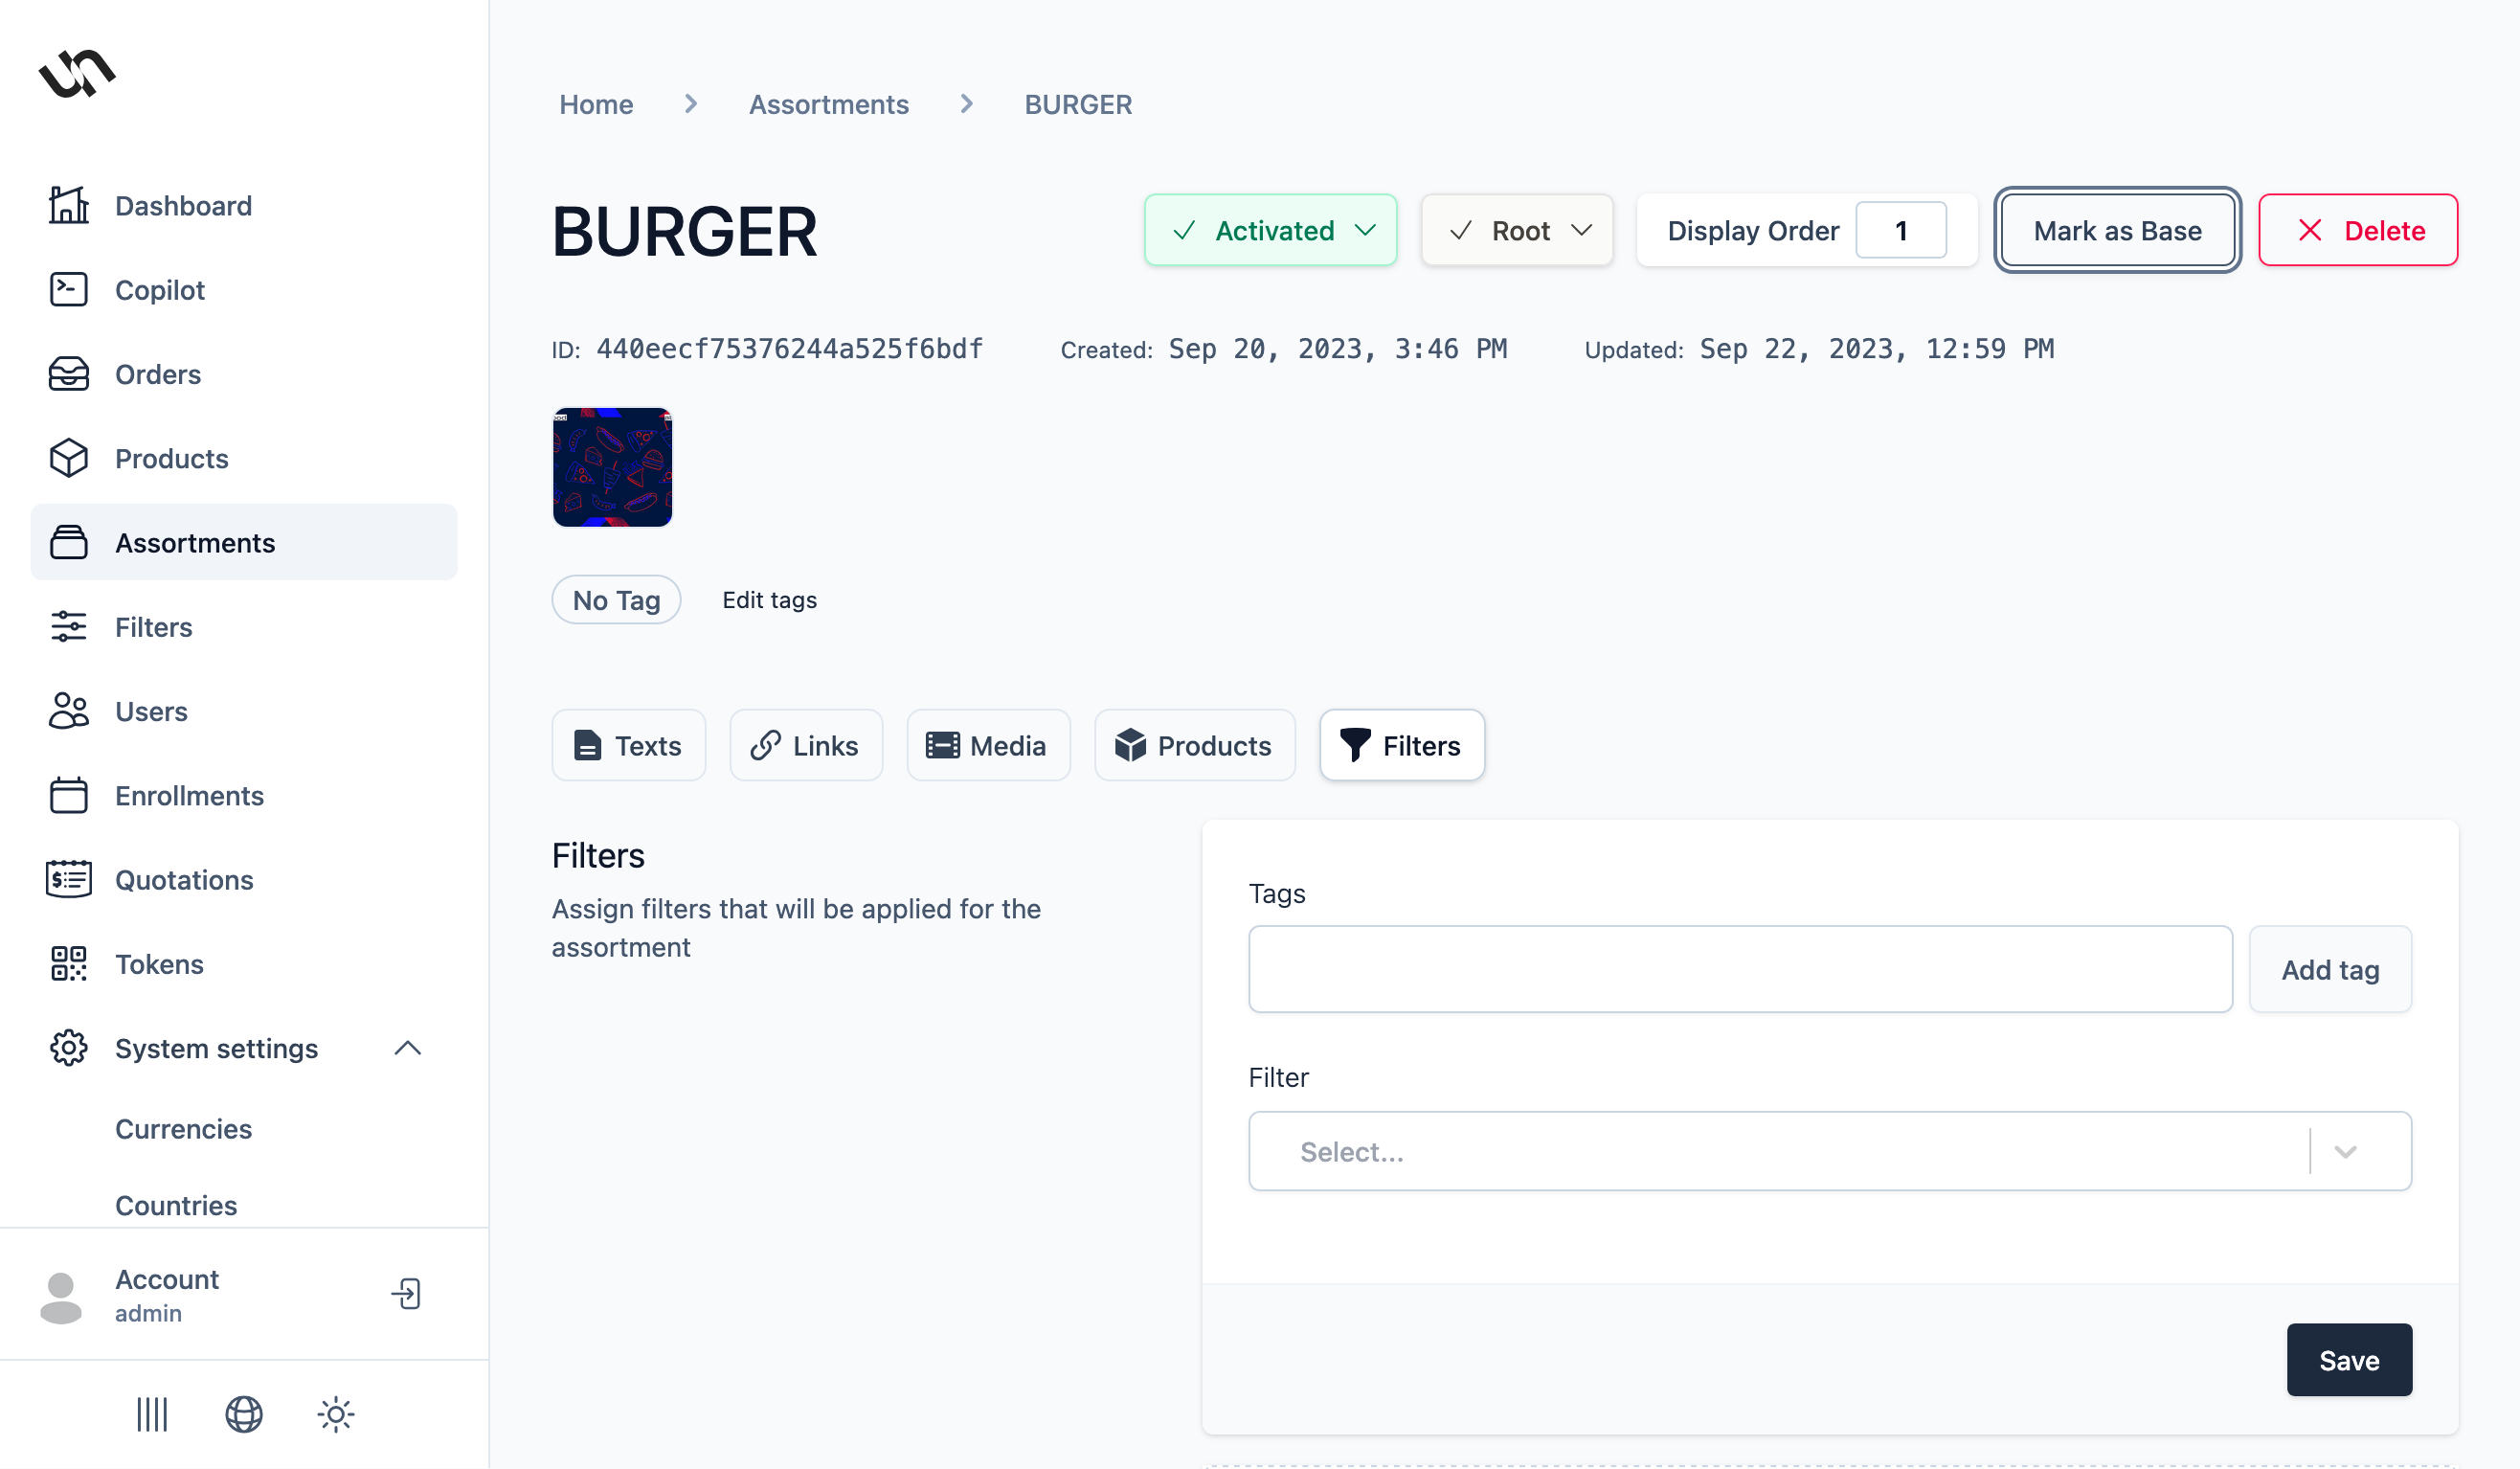 un
Dashboard
Copilot
Orders
Products
Assortments
Filters
Users
Enrollments
Quotations
Tokens
System settings
Currencies
Countries
Account
admin
Home
Assortments
BURGER
BURGER
Activated
Root
Display Order 1
Mark as Base
Delete
ID: 440eecf75376244a525f6bdf
Created: Sep 20, 2023, 3:46 PM
Updated: Sep 22, 2023, 12:59 PM
No Tag
Edit tags
Texts
Links
Media
Products
Filters
Filters
Assign filters that will be applied for the
assortment
Tags
Add tag
Filter
Select...
Save